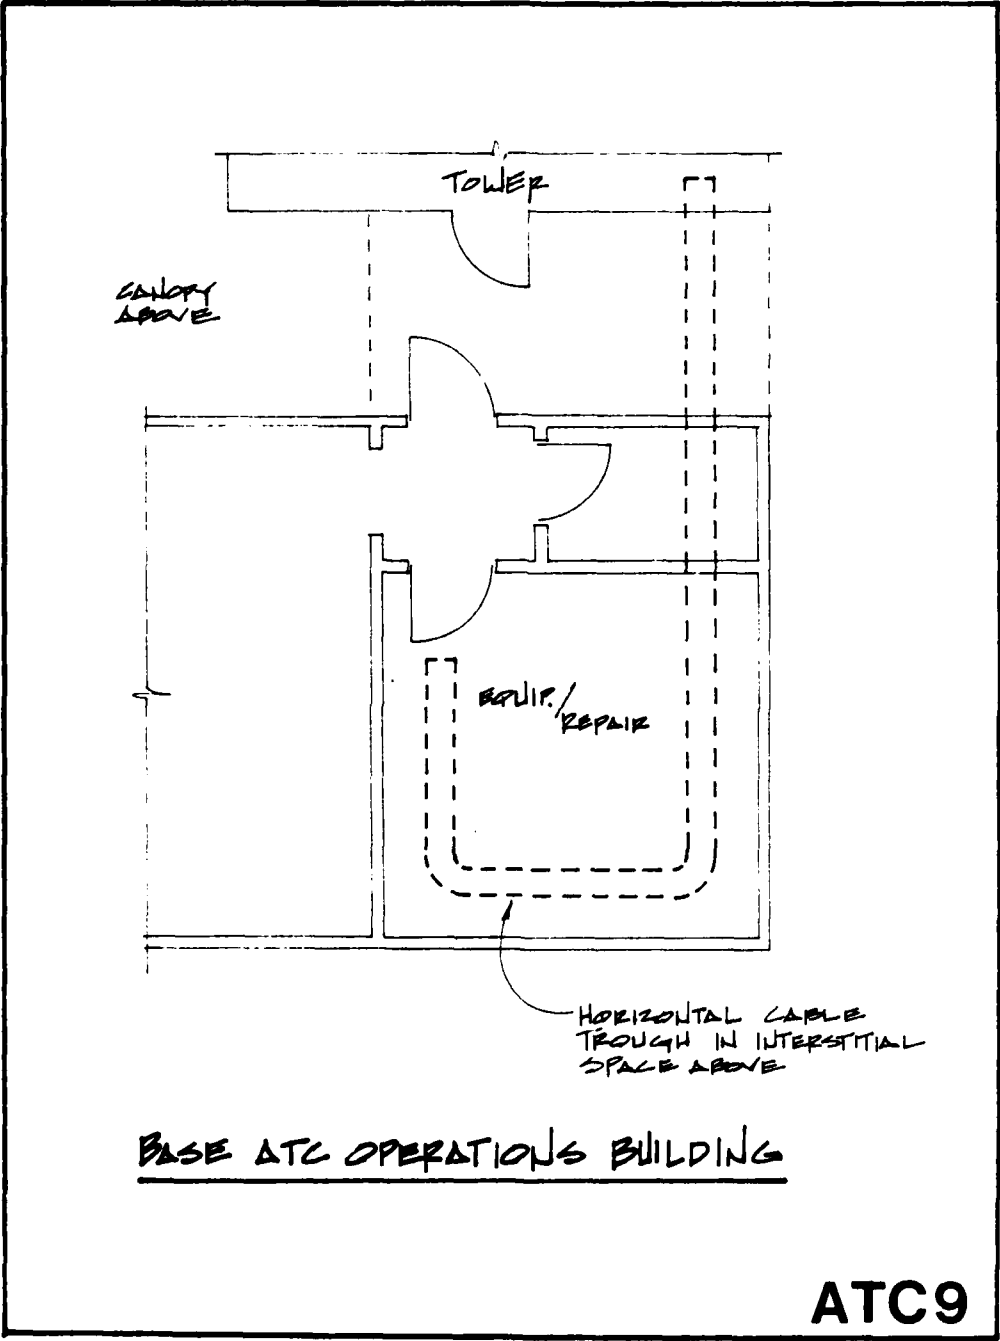 TOWER
CANOPY
ABOVE
EQUIP./
REPAIR
HORIZONTAL CABLE
TROUGH IN INTERSTITIAL
SPACE ABOVE
BASE ATC OPERATIONS BUILDING
ATC9